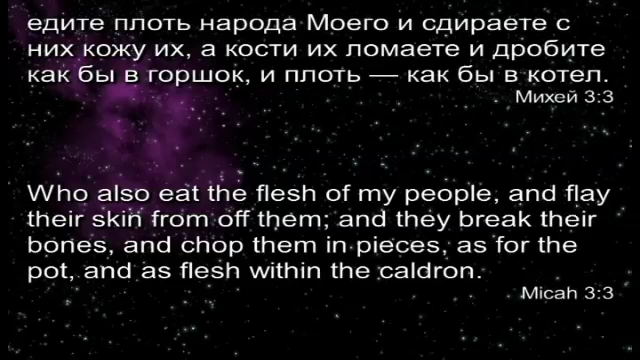 едите плоть народа Моего и сдираете с
них кожу их, а кости их ломаете и дробите
как бы в горшок, и плоть — как бы в котел.
Михей 3:3
Who also eat the flesh of my people, and flay
their skin from off them; and they break their
bones, and chop them in pieces, as for the
pot, and as flesh within the caldron.
Micah 3:3